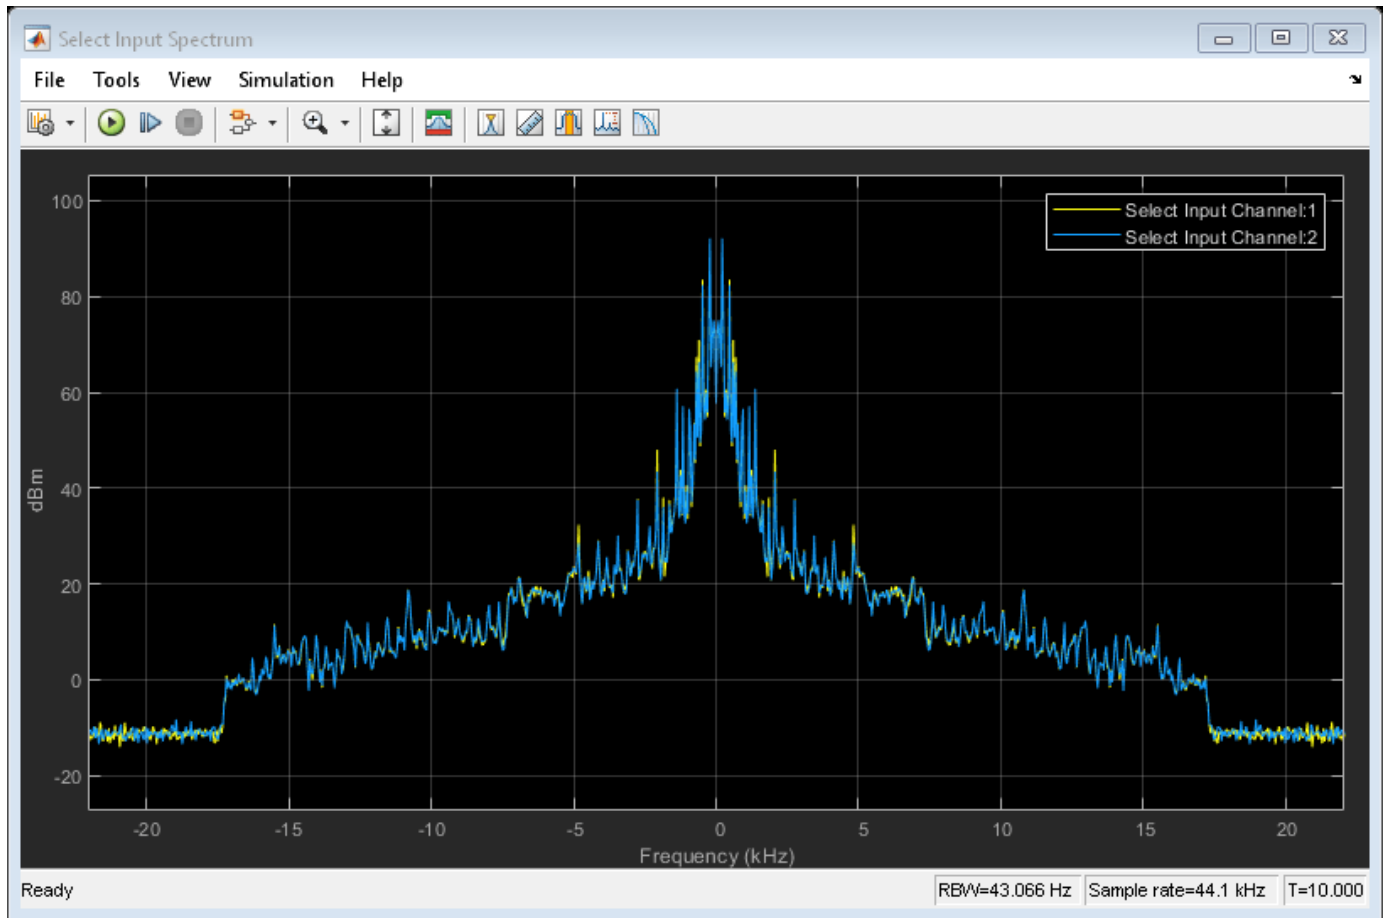 Select Input Spectrum
File Tools View Simulation Help
100
80
60
40
20
0
-20
dBm
Select Input Channel:1
Select Input Channel:2
-20 -15 -10 -5 0 5 10 15 20
Frequency (kHz)
Ready RBW=43.066 Hz Sample rate=44.1 kHz T=10.000